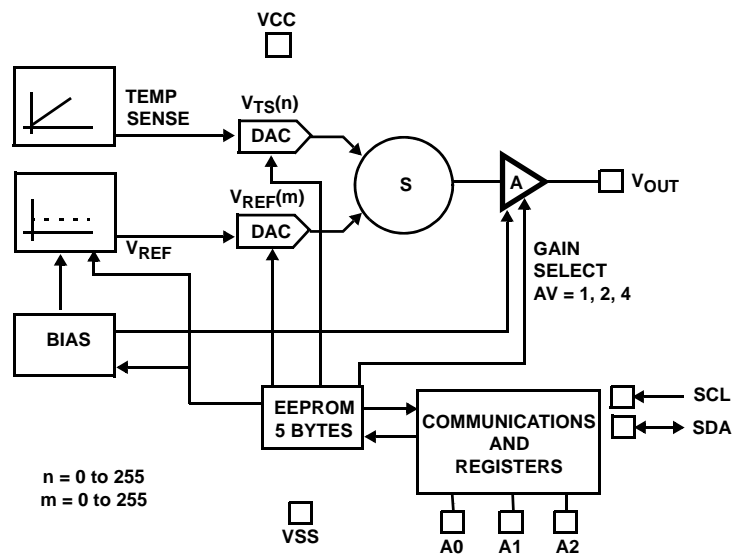 VCC
TEMP
SENSE
VTS(n)
DAC
S
A
VOUT
VREF(m)
DAC
VREF
GAIN
SELECT
AV = 1, 2, 4
BIAS
EEPROM
5 BYTES
COMMUNICATIONS
AND
REGISTERS
SCL
SDA
n = 0 to 255
m = 0 to 255
VSS
A0
A1
A2